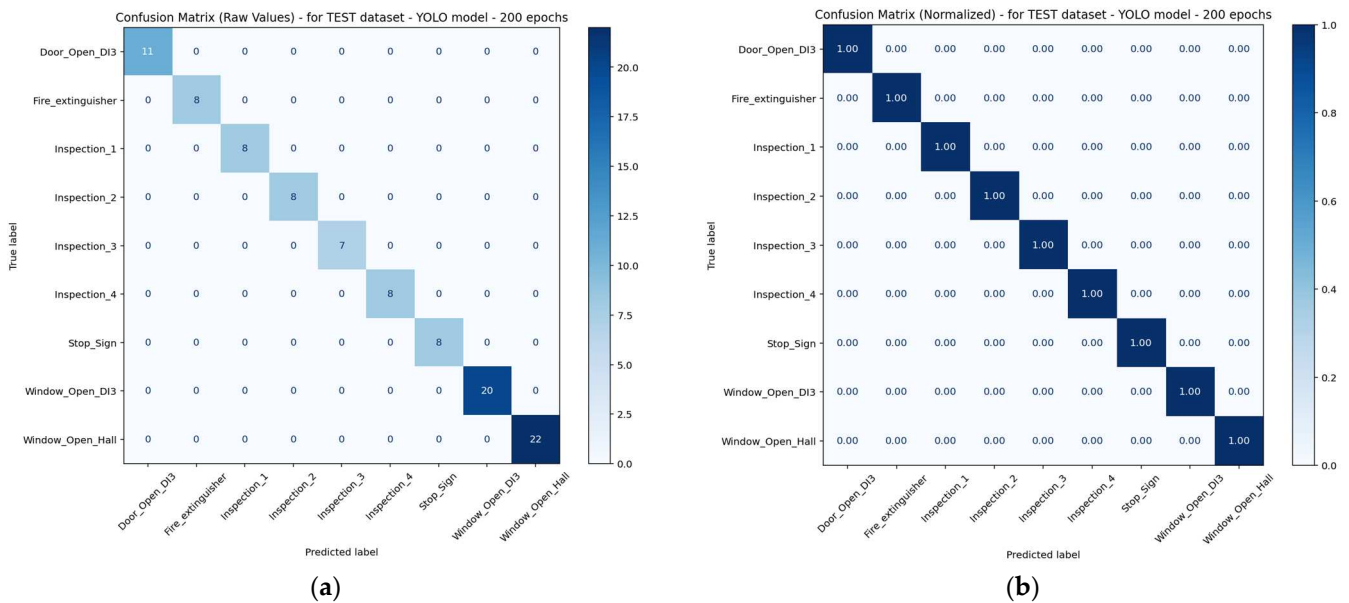 Confusion Matrix (Raw Values) - for TEST dataset - YOLO model - 200 epochs
Door_Open_DI3 11 0 0 0 0 0 0 0 0
Fire_extinguisher 0 8 0 0 0 0 0 0 0
Inspection_1 0 0 8 0 0 0 0 0 0
Inspection_2 0 0 0 8 0 0 0 0 0
Inspection_3 0 0 0 0 7 0 0 0 0
Inspection_4 0 0 0 0 0 8 0 0 0
Stop_Sign 0 0 0 0 0 0 8 0 0
Window_Open_DI3 0 0 0 0 0 0 0 20 0
Window_Open_Hall 0 0 0 0 0 0 0 0 22
True label
Door_Open_DI3
Fire_extinguisher
Inspection_1
Inspection_2
Inspection_3
Inspection_4
Stop_Sign
Window_Open_DI3
Window_Open_Hall
Predicted label
20.0
17.5
15.0
12.5
10.0
7.5
5.0
2.5
0.0
(a)
Confusion Matrix (Normalized) - for TEST dataset - YOLO model - 200 epochs
Door_Open_DI3 1.00 0.00 0.00 0.00 0.00 0.00 0.00 0.00 0.00
Fire_extinguisher 0.00 1.00 0.00 0.00 0.00 0.00 0.00 0.00 0.00
Inspection_1 0.00 0.00 1.00 0.00 0.00 0.00 0.00 0.00 0.00
Inspection_2 0.00 0.00 0.00 1.00 0.00 0.00 0.00 0.00 0.00
Inspection_3 0.00 0.00 0.00 0.00 1.00 0.00 0.00 0.00 0.00
Inspection_4 0.00 0.00 0.00 0.00 0.00 1.00 0.00 0.00 0.00
Stop_Sign 0.00 0.00 0.00 0.00 0.00 0.00 1.00 0.00 0.00
Window_Open_DI3 0.00 0.00 0.00 0.00 0.00 0.00 0.00 1.00 0.00
Window_Open_Hall 0.00 0.00 0.00 0.00 0.00 0.00 0.00 0.00 1.00
True label
Door_Open_DI3
Fire_extinguisher
Inspection_1
Inspection_2
Inspection_3
Inspection_4
Stop_Sign
Window_Open_DI3
Window_Open_Hall
Predicted label
1.0
0.8
0.6
0.4
0.2
0.0
(b)